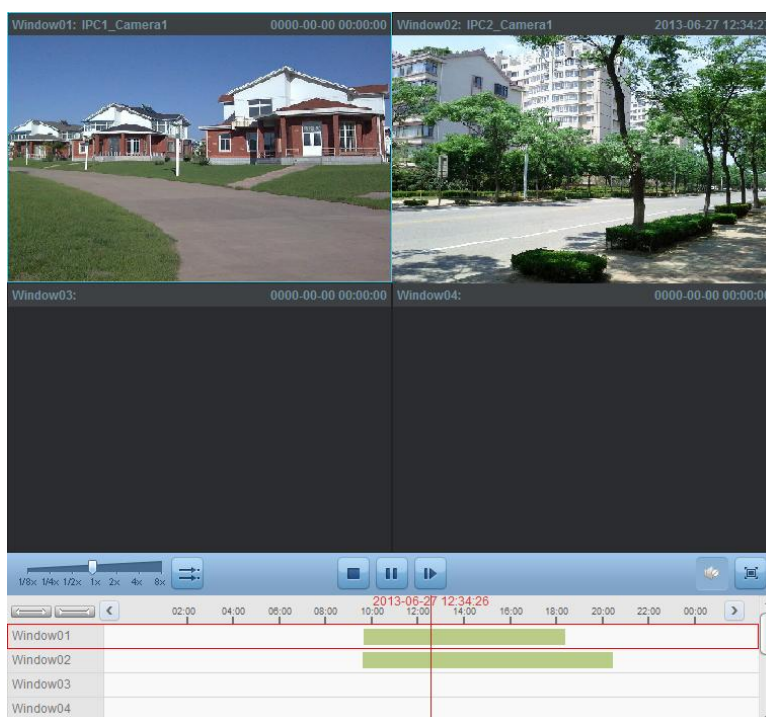 Window01: IPC1_Camera1 0000-00-00 00:00:00 Window02: IPC2_Camera1 2013-06-27 12:34:27
Window03: 0000-00-00 00:00:00 Window04: 0000-00-00 00:00:00
1/8x 1/4x 1/2x 1x 2x 4x 8x
2013-06-27 12:34:26
02:00 04:00 06:00 08:00 10:00 12:00 14:00 16:00 18:00 20:00 22:00 00:00
Window01
Window02
Window03
Window04